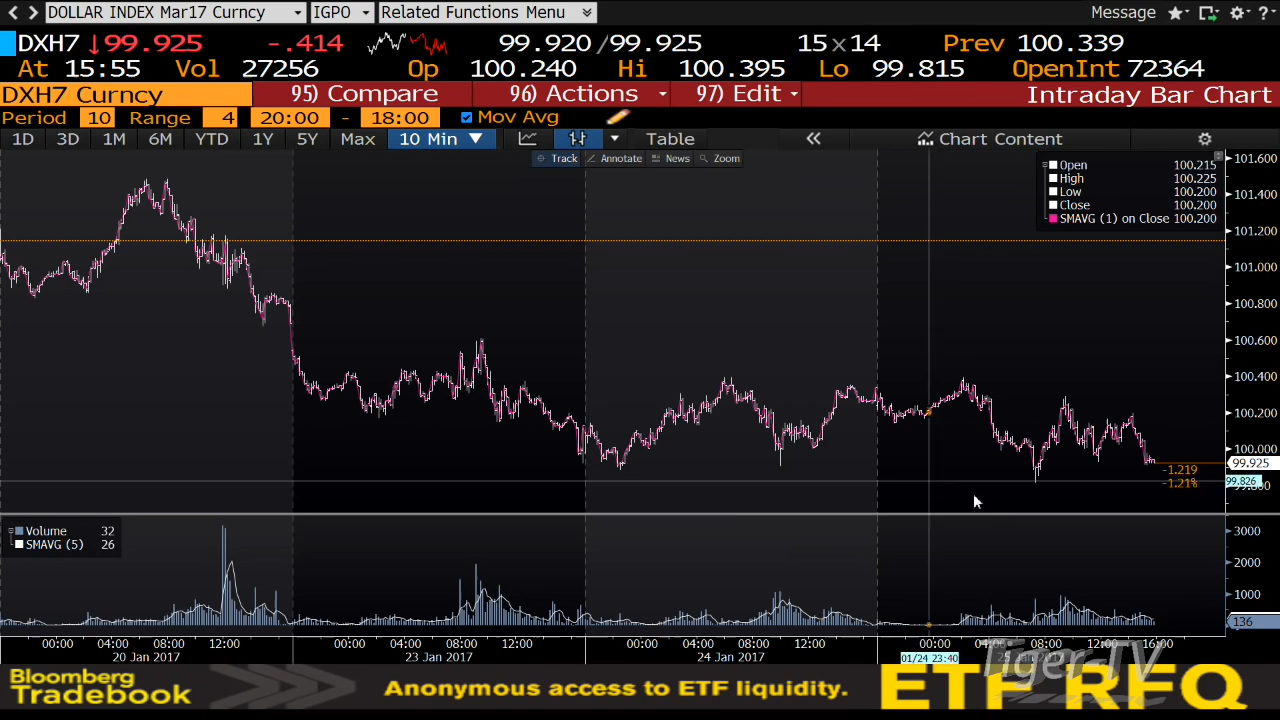 DOLLAR INDEX Mar17 Curncy IGPO Related Functions Menu Message ?
DXH7 ↓99.925 -.414 99.920/99.925 15x14 Prev 100.339
At 15:55 Vol 27256 Op 100.240 Hi 100.395 Lo 99.815 OpenInt 72364
DXH7 Curncy 95) Compare 96) Actions 97) Edit Intraday Bar Chart
Period 10 Range 4 20:00 - 18:00 Mov Avg
1D 3D 1M 6M YTD 1Y 5Y Max 10 Min ▼ Table « Chart Content
Track Annotate News Zoom
Open 100.215
High 100.225
Low 100.200
Close 100.200
SMAVG (1) on Close 100.200
101.600
101.400
101.200
101.000
100.800
100.600
100.400
100.200
100.000
99.925
-1.219
-1.21%
99.826
99.800
Volume 32
SMAVG (5) 26
3000
2000
1000
136
00:00 04:00 08:00 12:00 00:00 04:00 08:00 12:00 00:00 04:00 08:00 12:00 00:00 04:00 08:00 12:00 16:00
20 Jan 2017 23 Jan 2017 24 Jan 2017 01/24 23:40 25 Jan 2017
TigerTV
Bloomberg
Tradebook
Anonymous access to ETF liquidity.
ETF RFQ